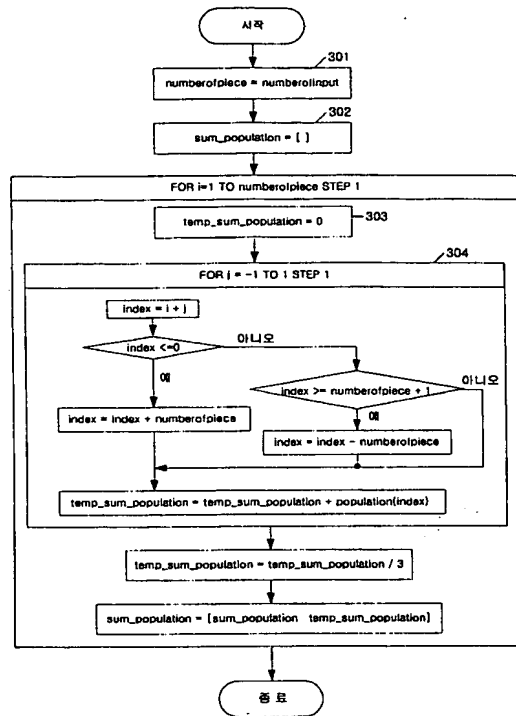 시작
301
numberofpiece = numberofinput
302
sum_population = [ ]
FOR i=1 TO numberofpiece STEP 1
temp_sum_population = 0
303
304
FOR j = -1 TO 1 STEP 1
index = i + j
index <=0
아니오
예
index >= numberofpiece + 1
아니오
예
index = index + numberofpiece
index = index - numberofpiece
temp_sum_population = temp_sum_population + population(index)
temp_sum_population = temp_sum_population / 3
sum_population = [sum_population temp_sum_population]
종 료